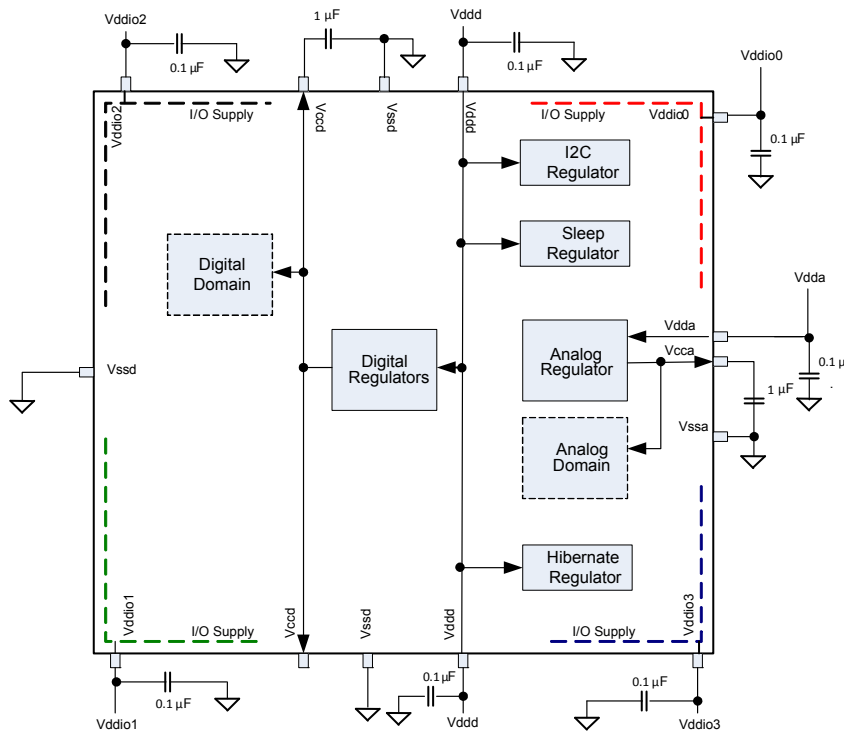 Vddio2
1 µF
Vddd
0.1 µF
0.1 µF
Vddio0
0.1 µF
Vddio2
I/O Supply
Vccd
Vssd
Vddd
I/O Supply
Vddio0
I2C
Regulator
Sleep
Regulator
Digital
Domain
Vdda
Vssd
Digital
Regulators
Analog
Regulator
Vdda
Vcca
0.1 µF
.
1 µF
Vssa
Analog
Domain
Hibernate
Regulator
Vddio1
I/O Supply
Vccd
Vssd
Vddd
I/O Supply
Vddio3
0.1 µF
0.1 µF
0.1 µF
Vddio1
Vddd
Vddio3